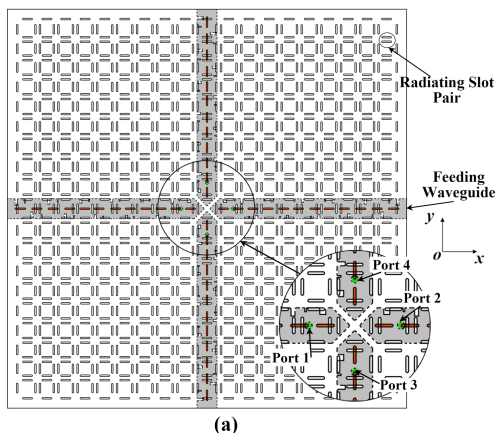 Radiating Slot
Pair
Feeding
Waveguide
y
o
x
Port 4
Port 2
Port 1
Port 3
(a)